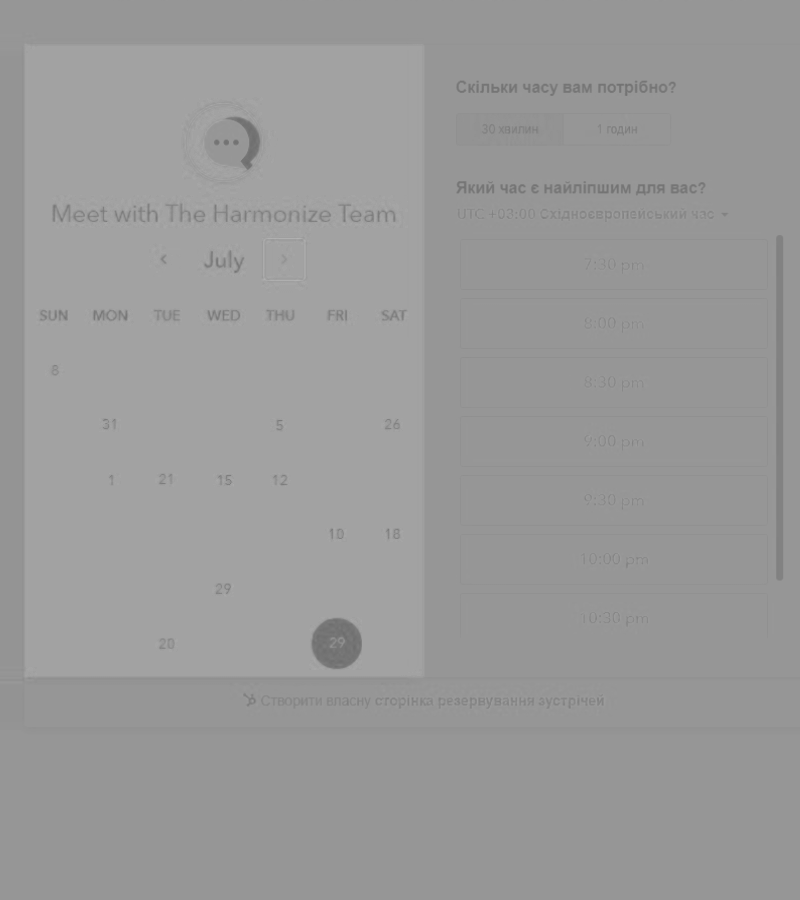 Meet with The Harmonize Team
July
SUN MON TUE WED THU FRI SAT
8
31 5 26
1 21 15 12
10 18
29
20 29
Скільки часу вам потрібно?
30 хвилин 1 годин
Який час є найліпшим для вас?
UTC +03:00 Східноєвропейський час
7:30 pm
8:00 pm
8:30 pm
9:00 pm
9:30 pm
10:00 pm
10:30 pm
Створити власну сторінка резервування зустрічей